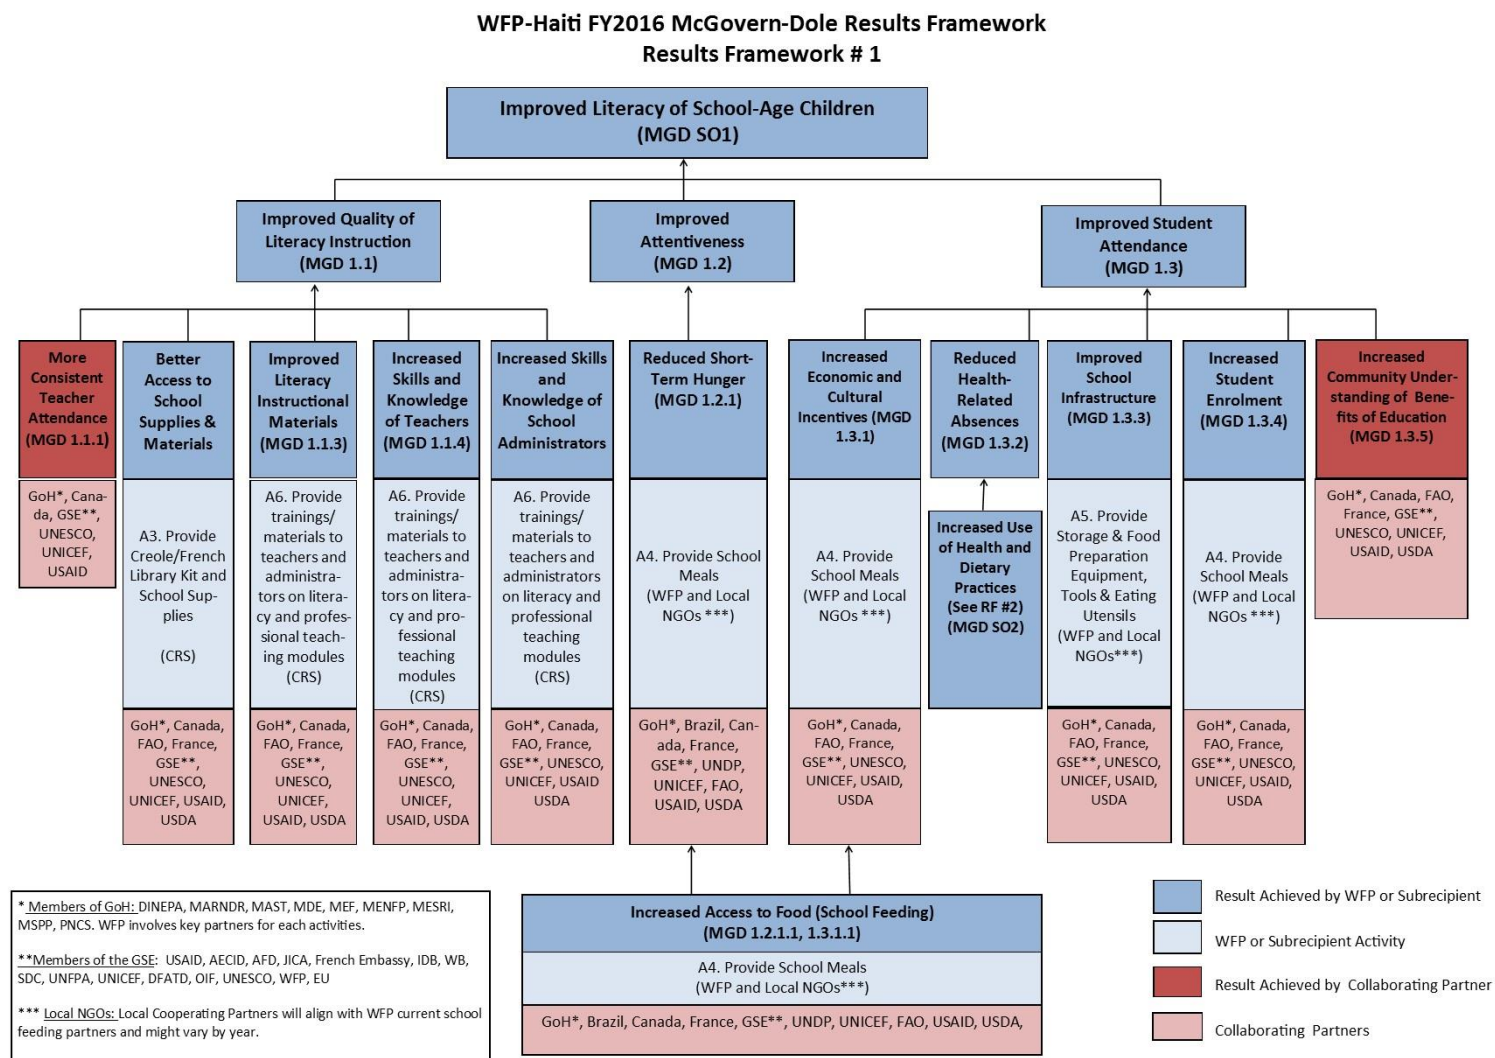 WFP-Haiti FY2016 McGovern-Dole Results Framework
Results Framework # 1
Improved Literacy of School-Age Children
(MGD SO1)
Improved Quality of
Literacy Instruction
(MGD 1.1)
Improved
Attentiveness
(MGD 1.2)
Improved Student
Attendance
(MGD 1.3)
More
Consistent
Teacher
Attendance
(MGD 1.1.1)
GoH*, Cana-
da, GSE**,
UNESCO,
UNICEF,
USAID
Better
Access to
School
Supplies &
Materials
A3. Provide
Creole/French
Library Kit and
School Sup-
plies
(CRS)
GoH*, Canada,
FAO, France,
GSE**,
UNESCO,
UNICEF, USAID,
USDA
Improved
Literacy
Instructional
Materials
(MGD 1.1.3)
A6. Provide
trainings/
materials to
teachers and
administra-
tors on litera-
cy and profes-
sional teach-
ing modules
(CRS)
GoH*, Canada,
FAO, France,
GSE**,
UNESCO,
UNICEF,
USAID, USDA
Increased
Skills and
Knowledge
of Teachers
(MGD 1.1.4)
A6. Provide
trainings/
materials to
teachers and
administra-
tors on litera-
cy and pro-
fessional
teaching
modules
(CRS)
GoH*, Canada,
FAO, France,
GSE**,
UNESCO,
UNICEF,
USAID, USDA
Increased Skills
and
Knowledge of
School
Administrators
A6. Provide
trainings/
materials to
teachers and
administrators
on literacy and
professional
teaching
modules
(CRS)
GoH*, Canada,
FAO, France,
GSE**, UNESCO,
UNICEF, USAID
USDA
Reduced Short-
Term Hunger
(MGD 1.2.1)
A4. Provide School
Meals
(WFP and Local
NGOs ***)
GoH*, Brazil, Can-
ada, France,
GSE**, UNDP,
UNICEF, FAO,
USAID, USDA
Increased
Economic and
Cultural
Incentives (MGD
1.3.1)
A4. Provide
School Meals
(WFP and Local
NGOs ***)
GoH*, Canada,
FAO, France,
GSE**, UNESCO,
UNICEF, USAID,
USDA
Reduced
Health-
Related
Absences
(MGD 1.3.2)
Increased Use
of Health and
Dietary
Practices
(See RF #2)
(MGD SO2)
Improved
School
Infrastructure
(MGD 1.3.3)
A5. Provide
Storage & Food
Preparation
Equipment,
Tools & Eating
Utensils
(WFP and Local
NGOs***)
GoH*, Canada,
FAO, France,
GSE**, UNESCO,
UNICEF, USAID,
USDA
Increased
Student
Enrolment
(MGD 1.3.4)
A4. Provide
School Meals
(WFP and Local
NGOs ***)
GoH*, Canada,
FAO, France,
GSE**, UNESCO,
UNICEF, USAID,
USDA
Increased
Community Under-
standing of Bene-
fits of Education
(MGD 1.3.5)
GoH*, Canada, FAO,
France, GSE**,
UNESCO, UNICEF,
USAID, USDA
Increased Access to Food (School Feeding)
(MGD 1.2.1.1, 1.3.1.1)
A4. Provide School Meals
(WFP and Local NGOs***)
GoH*, Brazil, Canada, France, GSE**, UNDP, UNICEF, FAO, USAID, USDA,
* Members of GoH: DINEPA, MARNDR, MAST, MDE, MEF, MENFP, MESRI,
MSPP, PNCS. WFP involves key partners for each activities.
**Members of the GSE: USAID, AECID, AFD, JICA, French Embassy, IDB, WB,
SDC, UNFPA, UNICEF, DFATD, OIF, UNESCO, WFP, EU
*** Local NGOs: Local Cooperating Partners will align with WFP current school
feeding partners and might vary by year.
Result Achieved by WFP or Subrecipient
WFP or Subrecipient Activity
Result Achieved by Collaborating Partner
Collaborating Partners